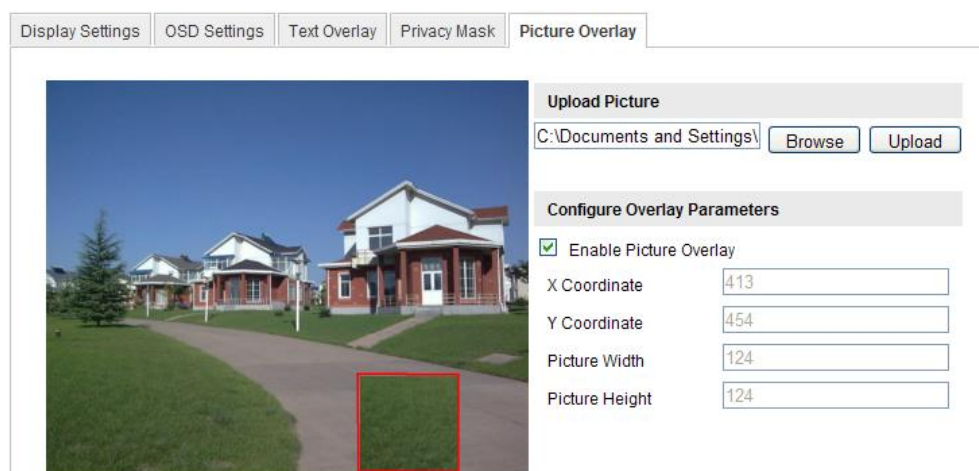 Display Settings OSD Settings Text Overlay Privacy Mask Picture Overlay
Upload Picture
C:\Documents and Settings\ Browse Upload
Configure Overlay Parameters
Enable Picture Overlay
X Coordinate 413
Y Coordinate 454
Picture Width 124
Picture Height 124